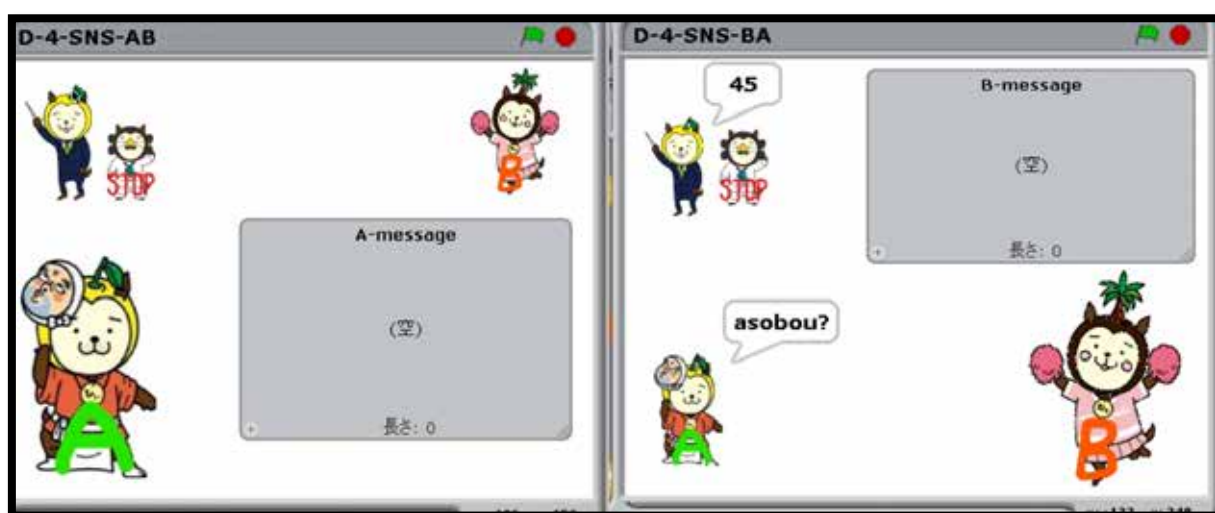 D-4-SNS-AB
STOP
B
A-message
(空)
+
長さ: 0
A
D-4-SNS-BA
45
STOP
B-message
(空)
+
長さ: 0
asobou?
A
B